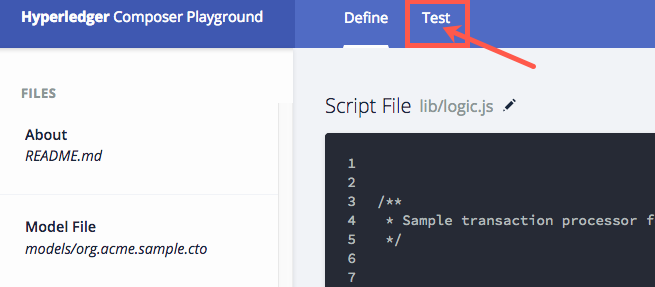 Hyperledger Composer Playground
Define
Test
FILES
About
README.md
Model File
models/org.acme.sample.cto
Script File lib/logic.js
1
2
3 /**
4 * Sample transaction processor f
5 */
6
7